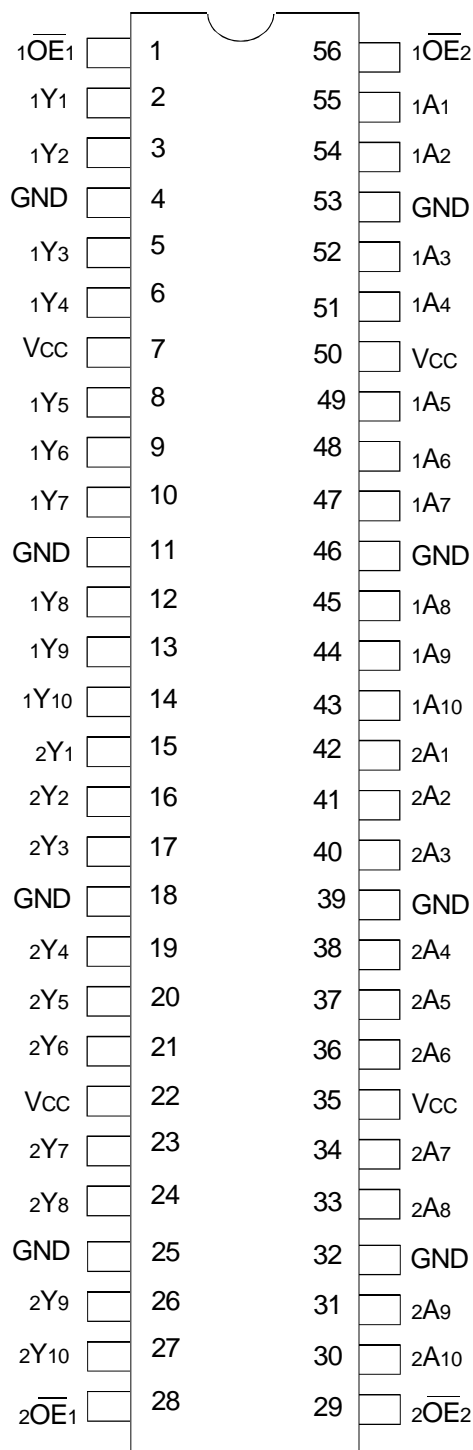 1OE1 1 56 1OE2
1Y1 2 55 1A1
1Y2 3 54 1A2
GND 4 53 GND
1Y3 5 52 1A3
1Y4 6 51 1A4
VCC 7 50 VCC
1Y5 8 49 1A5
1Y6 9 48 1A6
1Y7 10 47 1A7
GND 11 46 GND
1Y8 12 45 1A8
1Y9 13 44 1A9
1Y10 14 43 1A10
2Y1 15 42 2A1
2Y2 16 41 2A2
2Y3 17 40 2A3
GND 18 39 GND
2Y4 19 38 2A4
2Y5 20 37 2A5
2Y6 21 36 2A6
VCC 22 35 VCC
2Y7 23 34 2A7
2Y8 24 33 2A8
GND 25 32 GND
2Y9 26 31 2A9
2Y10 27 30 2A10
2OE1 28 29 2OE2